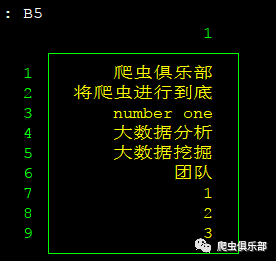 : B5
1
1 爬虫俱乐部
2 将爬虫进行到底
3 number one
4 大数据分析
5 大数据挖掘
6 团队
7 1
8 2
9 3
爬虫俱乐部